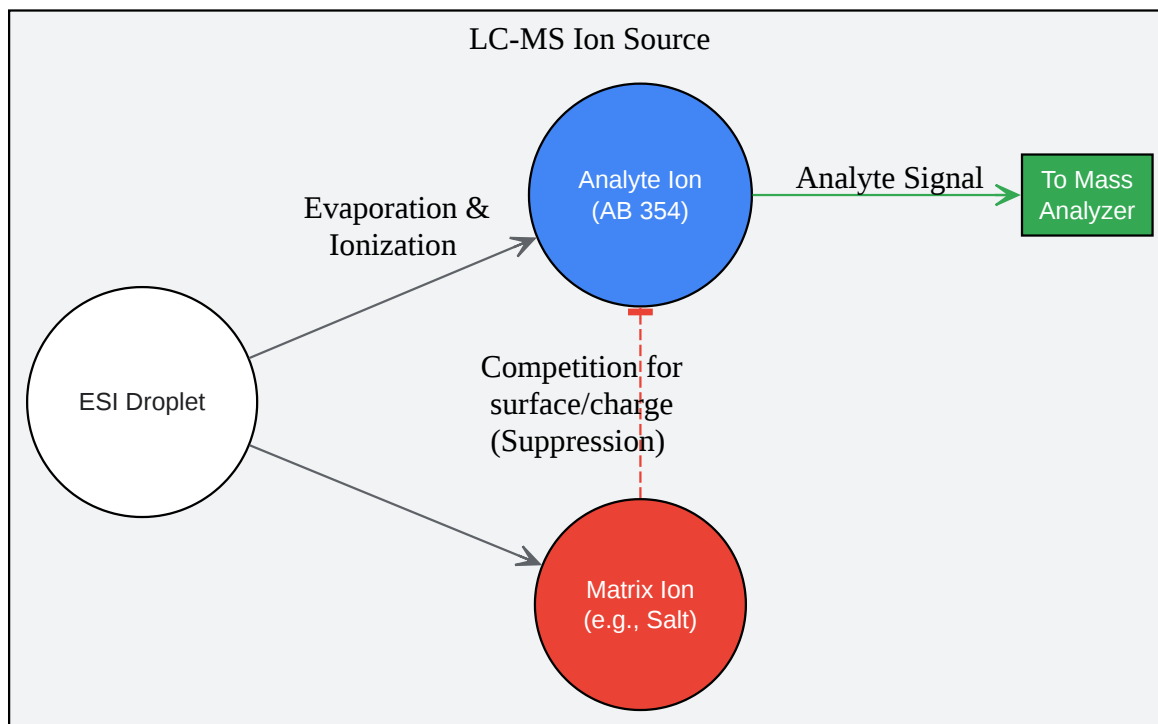 LC-MS Ion Source
Analyte Ion
(AB 354)
Analyte Signal
To Mass
Analyzer
Evaporation &
Ionization
ESI Droplet
Competition for
surface/charge
(Suppression)
Matrix Ion
(e.g., Salt)